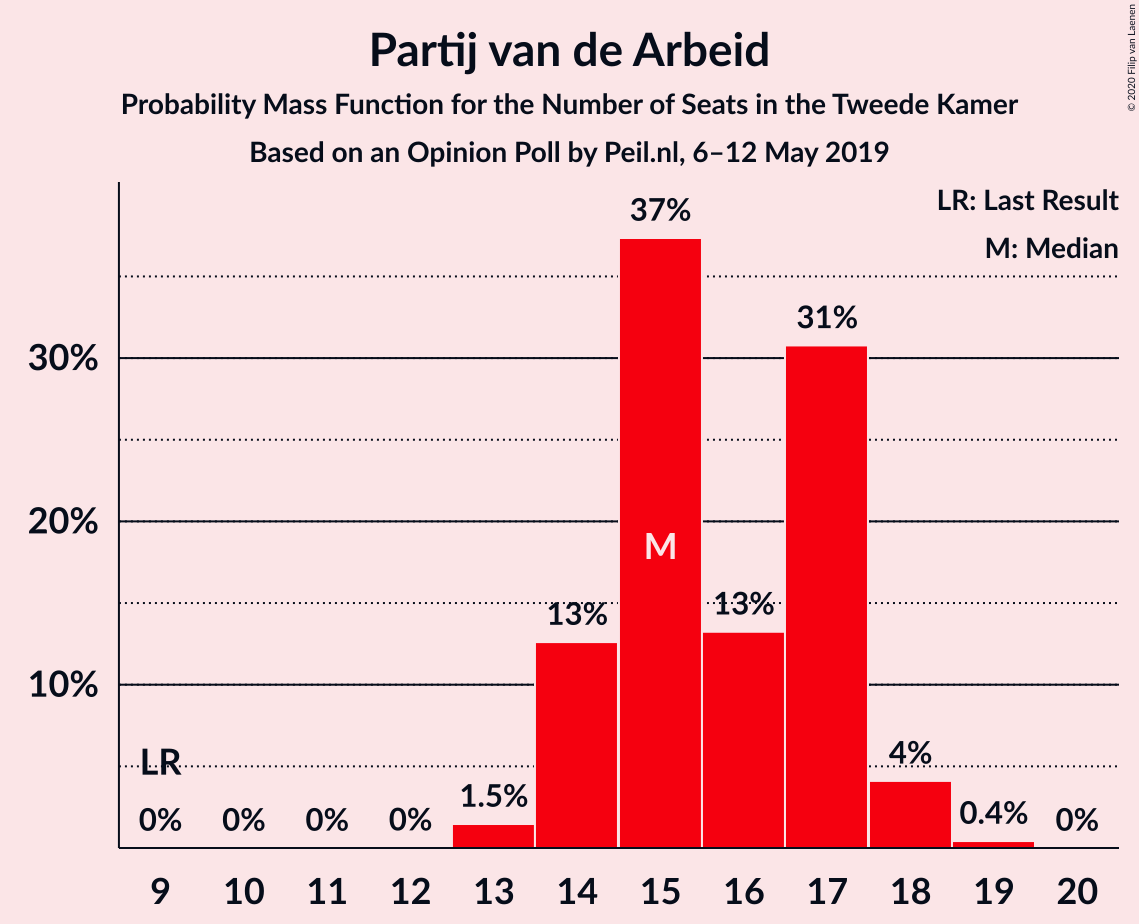 Partij van de Arbeid
Probability Mass Function for the Number of Seats in the Tweede Kamer
Based on an Opinion Poll by Peil.nl, 6–12 May 2019
© 2020 Filip van Laenen
LR: Last Result
M: Median
37%
31%
30%
20%
M
13%
13%
10%
LR
4%
1.5%
0.4%
0% 0% 0% 0% 0%
9 10 11 12 13 14 15 16 17 18 19 20